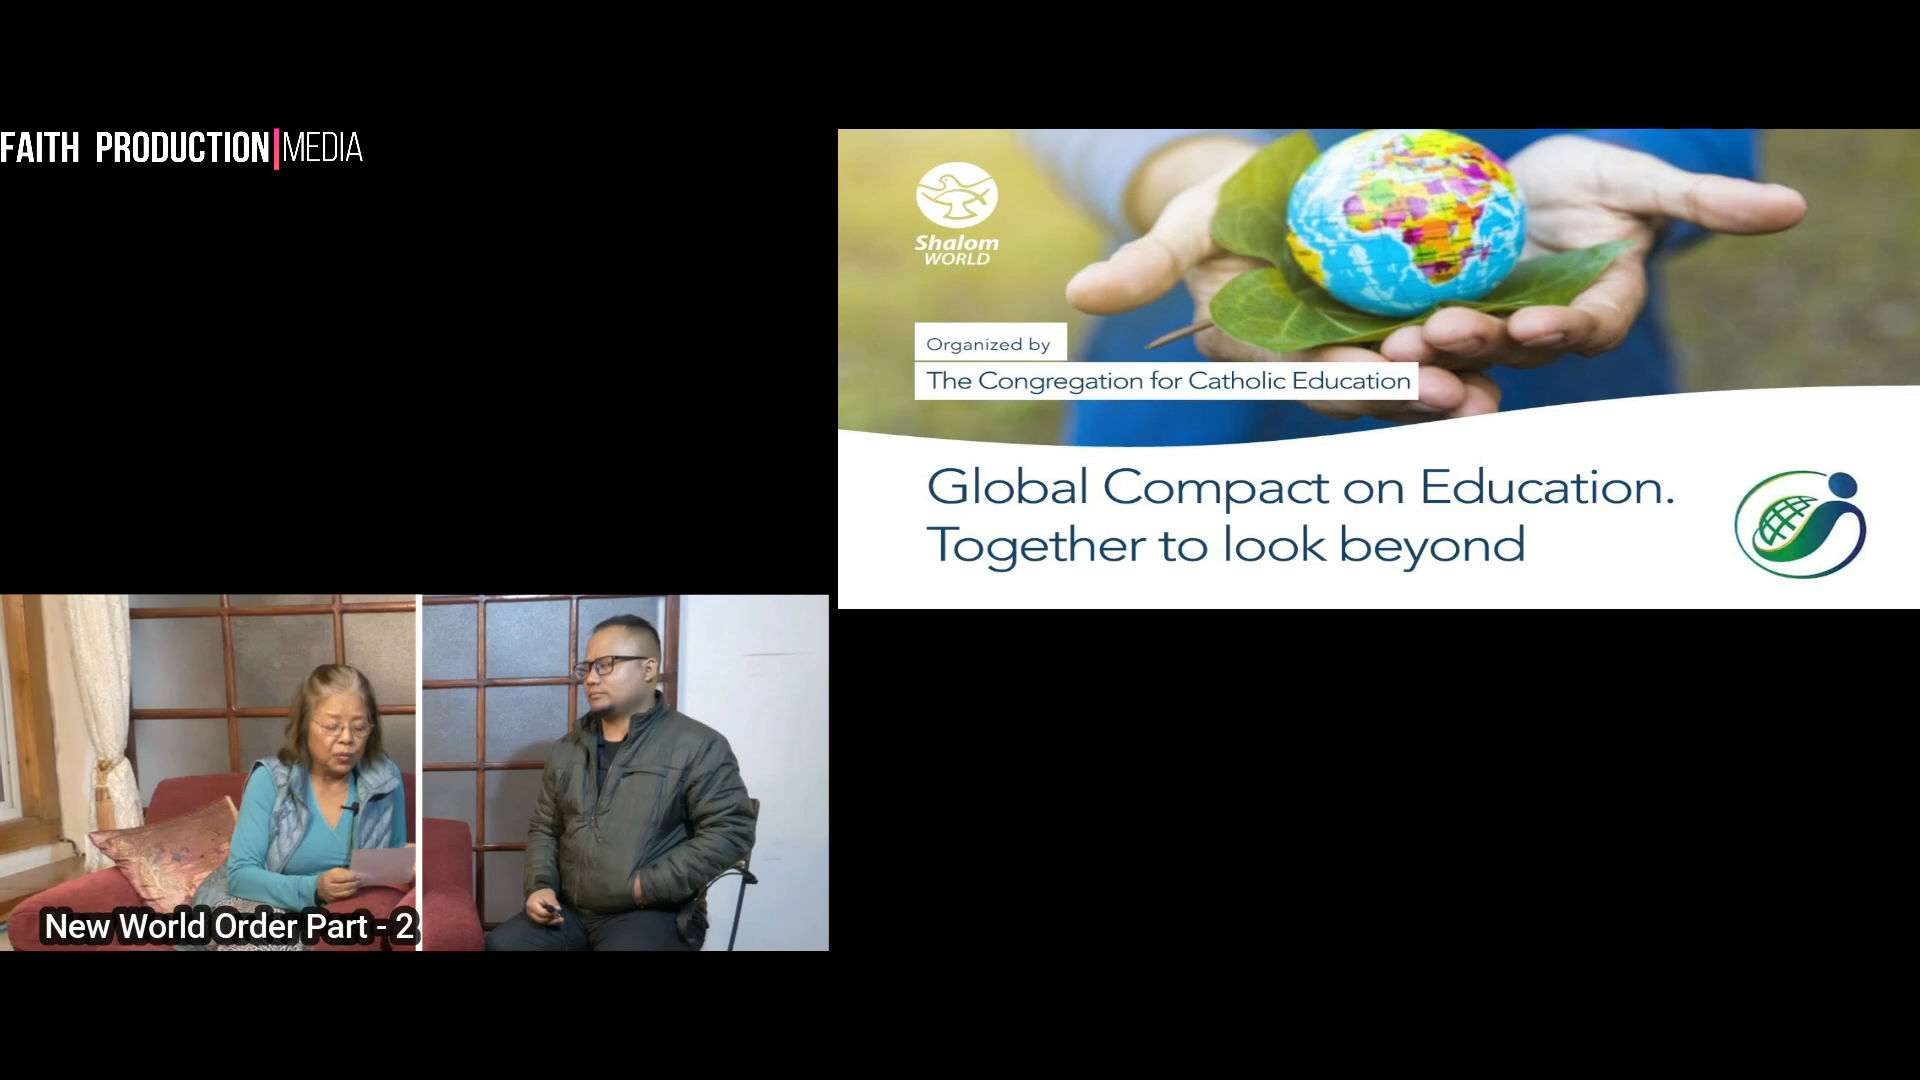 FAITH PRODUCTION|MEDIA
Shalom
WORLD
Organized by
The Congregation for Catholic Education
Global Compact on Education.
Together to look beyond
New World Order Part - 2